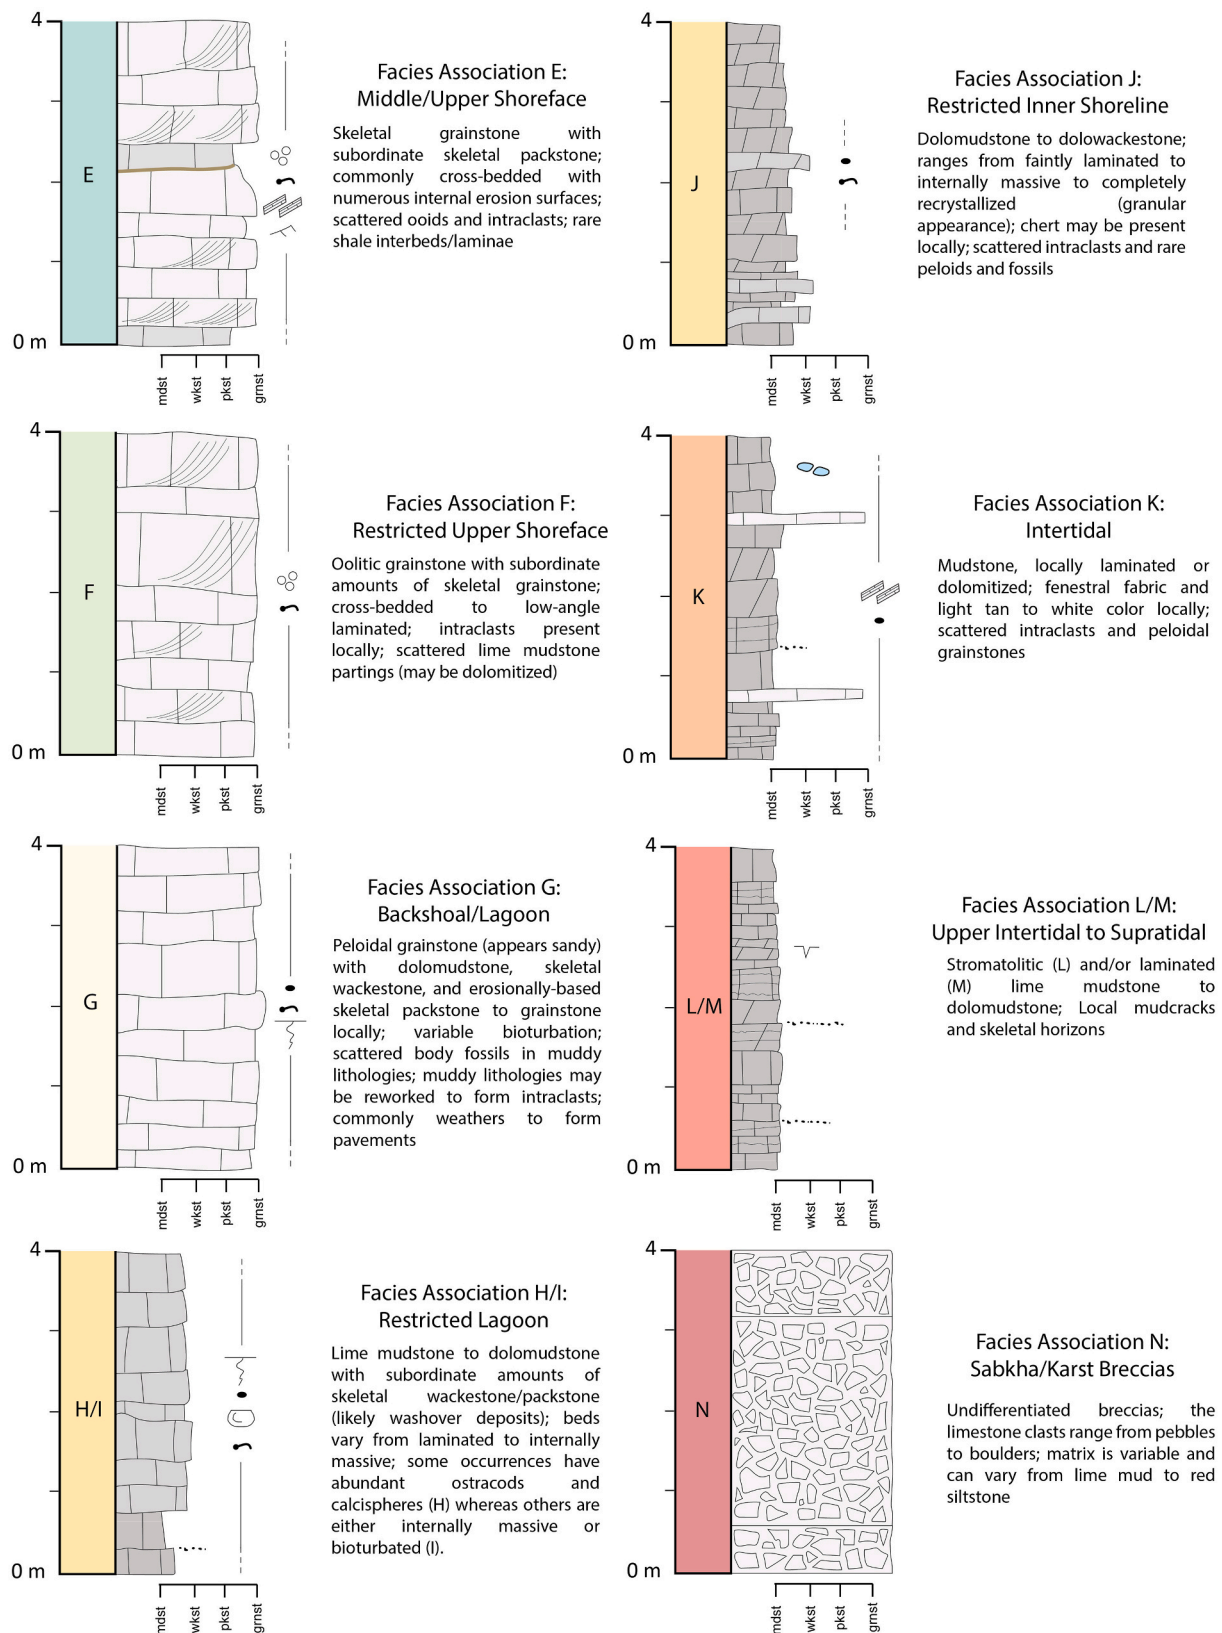 4
E
0 m
mdst
wkst
pkst
grnst
Facies Association E:
Middle/Upper Shoreface
Skeletal grainstone with
subordinate skeletal packstone;
commonly cross-bedded with
numerous internal erosion surfaces;
scattered ooids and intraclasts; rare
shale interbeds/laminae
4
J
0 m
mdst
wkst
pkst
grnst
Facies Association J:
Restricted Inner Shoreline
Dolomudstone to dolowackestone;
ranges from faintly laminated to
internally massive to completely
recrystallized (granular
appearance); chert may be present
locally; scattered intraclasts and rare
peloids and fossils
4
F
0 m
mdst
wkst
pkst
grnst
Facies Association F:
Restricted Upper Shoreface
Oolitic grainstone with subordinate
amounts of skeletal grainstone;
cross-bedded to low-angle
laminated; intraclasts present
locally; scattered lime mudstone
partings (may be dolomitized)
4
K
0 m
mdst
wkst
pkst
grnst
Facies Association K:
Intertidal
Mudstone, locally laminated or
dolomitized; fenestral fabric and
light tan to white color locally;
scattered intraclasts and peloidal
grainstones
4
G
0 m
mdst
wkst
pkst
grnst
Facies Association G:
Backshoal/Lagoon
Peloidal grainstone (appears sandy)
with dolomudstone, skeletal
wackestone, and erosionally-based
skeletal packstone to grainstone
locally; variable bioturbation;
scattered body fossils in muddy
lithologies; muddy lithologies may
be reworked to form intraclasts;
commonly weathers to form
pavements
4
L/M
0 m
mdst
wkst
pkst
grnst
Facies Association L/M:
Upper Intertidal to Supratidal
Stromatolitic (L) and/or laminated
(M) lime mudstone to
dolomudstone; Local mudcracks
and skeletal horizons
4
H/I
0 m
mdst
wkst
pkst
grnst
Facies Association H/I:
Restricted Lagoon
Lime mudstone to dolomudstone
with subordinate amounts of
skeletal wackestone/packstone
(likely washover deposits); beds
vary from laminated to internally
massive; some occurrences have
abundant ostracods and
calcispheres (H) whereas others are
either internally massive or
bioturbated (I).
4
N
0 m
mdst
wkst
pkst
grnst
Facies Association N:
Sabkha/Karst Breccias
Undifferentiated breccias; the
limestone clasts range from pebbles
to boulders; matrix is variable and
can vary from lime mud to red
siltstone